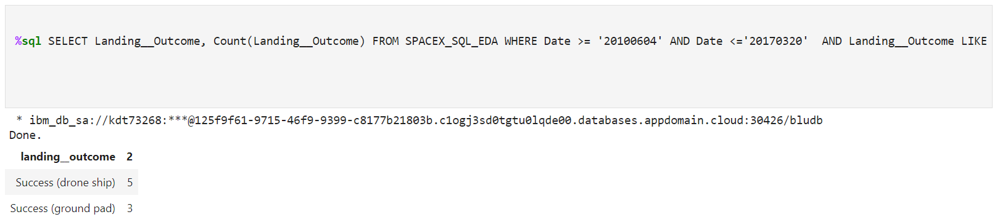 %sql SELECT Landing__Outcome, Count(Landing__Outcome) FROM SPACEX_SQL_EDA WHERE Date >= '20100604' AND Date <='20170320'  AND Landing__Outcome LIKE
* ibm_db_sa://kdt73268:***@125f9f61-9715-46f9-9399-c8177b21803b.c1ogj3sd0tgtu0lqde00.databases.appdomain.cloud:30426/bludb
Done.
landing__outcome 2
Success (drone ship) 5
Success (ground pad) 3